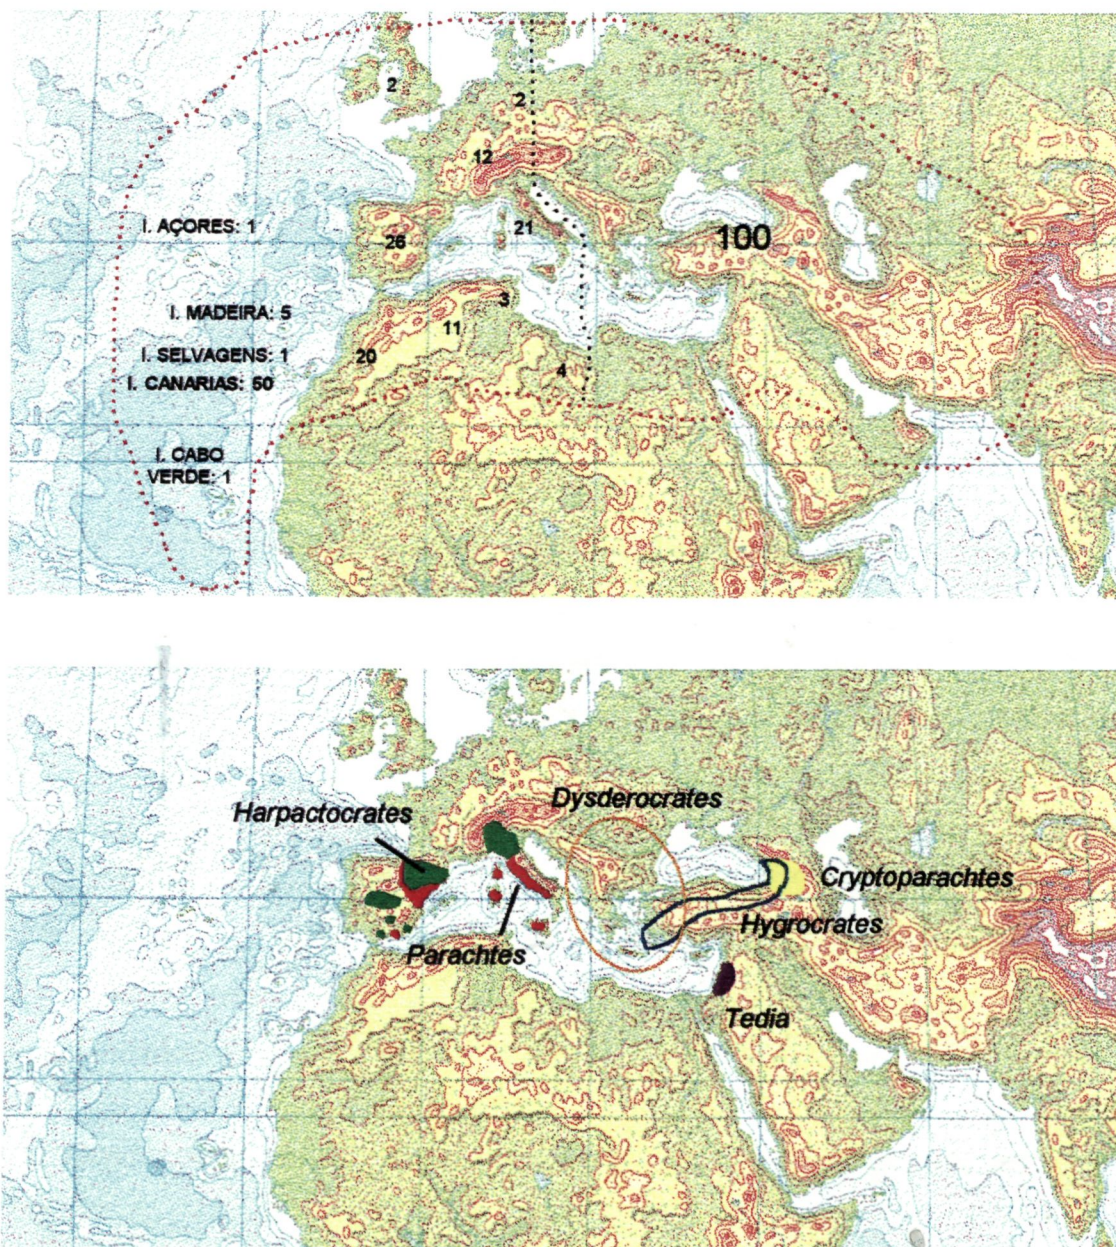 2
2
12
I. AÇORES: 1
26
21
100
I. MADEIRA: 5
3
11
I. SELVAGENS: 1
20
I. CANARIAS: 50
4
I. CABO
VERDE: 1
Dysderocrates
Harpactocrates
Cryptoparachtes
Hygrocrates
Parachtes
Tedia